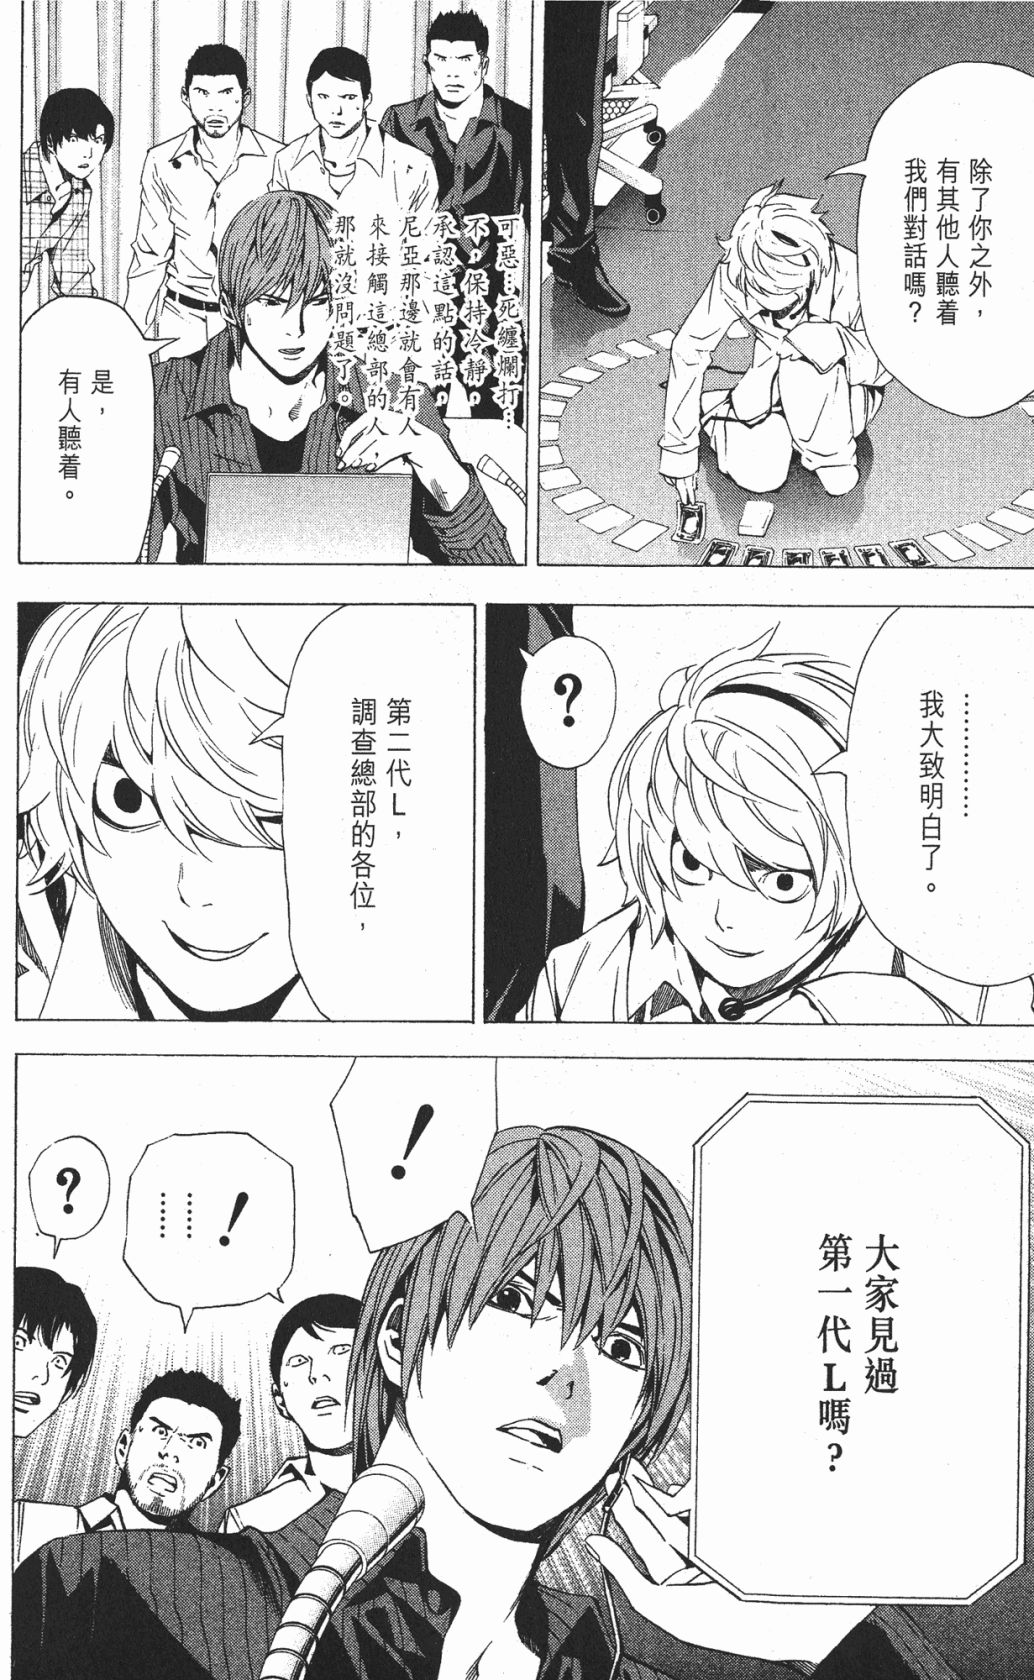 除了你之外，
有其他人聽着
我們對話嗎？
可惡…死纏爛打…
不，保持冷靜，
承認這點的話，
尼亞那邊就會有人
來接觸這總部的人，
那就沒問題了。
是，
有人聽着。
…………
我大致明白了。
？
第二代L，
調查總部的各位，
大家見過
第一代L嗎？
！
！
……
……
？